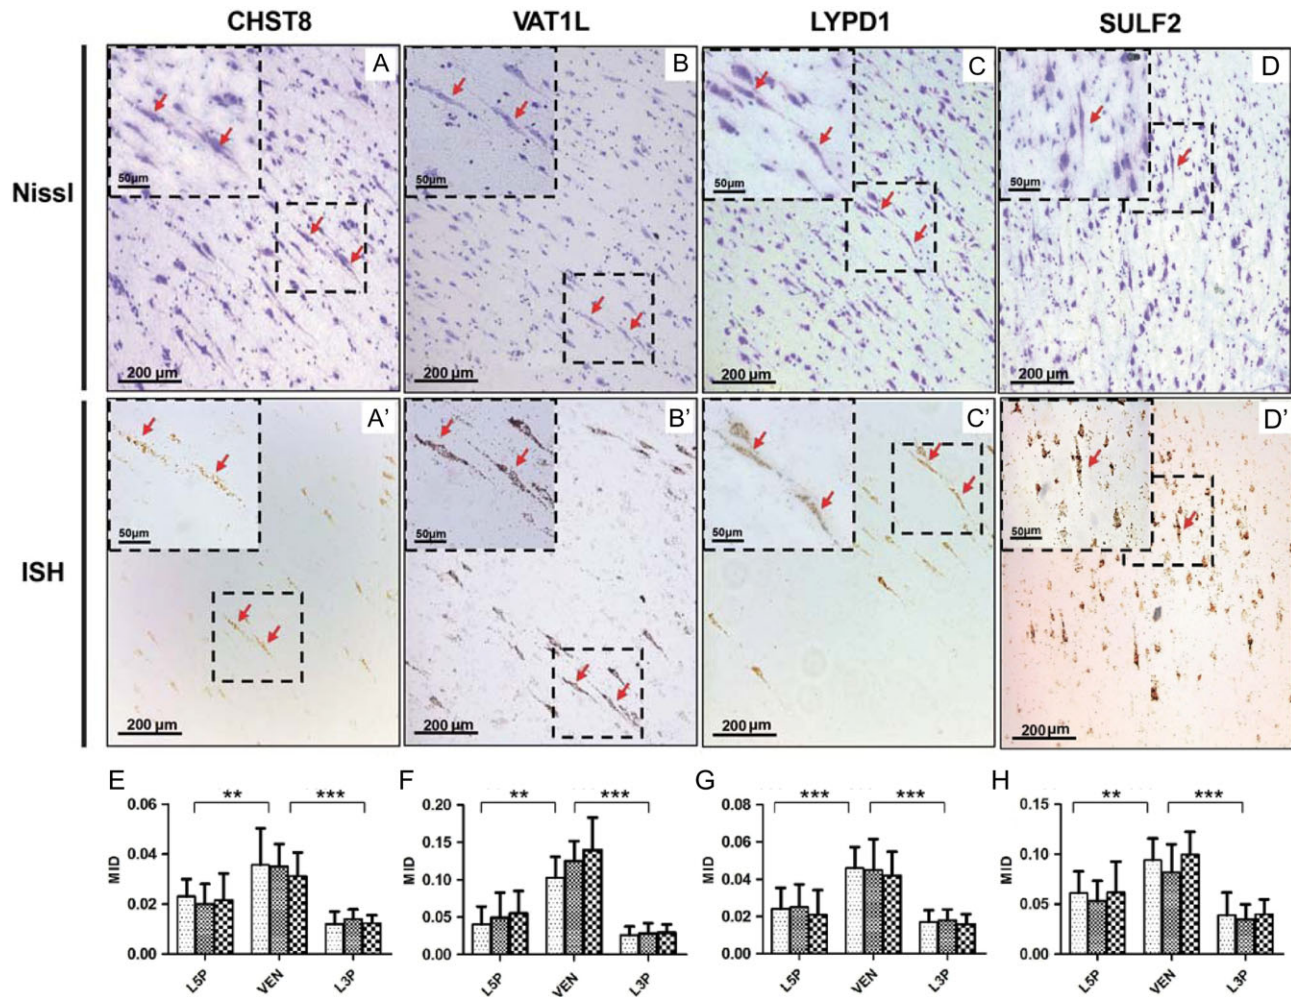 CHST8 VAT1L LYPD1 SULF2
Nissl
A B C D
50µm 50µm 50µm 50µm
200 µm 200 µm 200 µm 200 µm
ISH
A' B' C' D'
50µm 50µm 50µm 50µm
200 µm 200 µm 200 µm 200 µm
E F G H
** *** ** *** *** *** ** ***
MID
0.06
0.04
0.02
0.00
L5P VEN L3P
MID
0.20
0.15
0.10
0.05
0.00
L5P VEN L3P
MID
0.08
0.06
0.04
0.02
0.00
L5P VEN L3P
MID
0.15
0.10
0.05
0.00
L5P VEN L3P